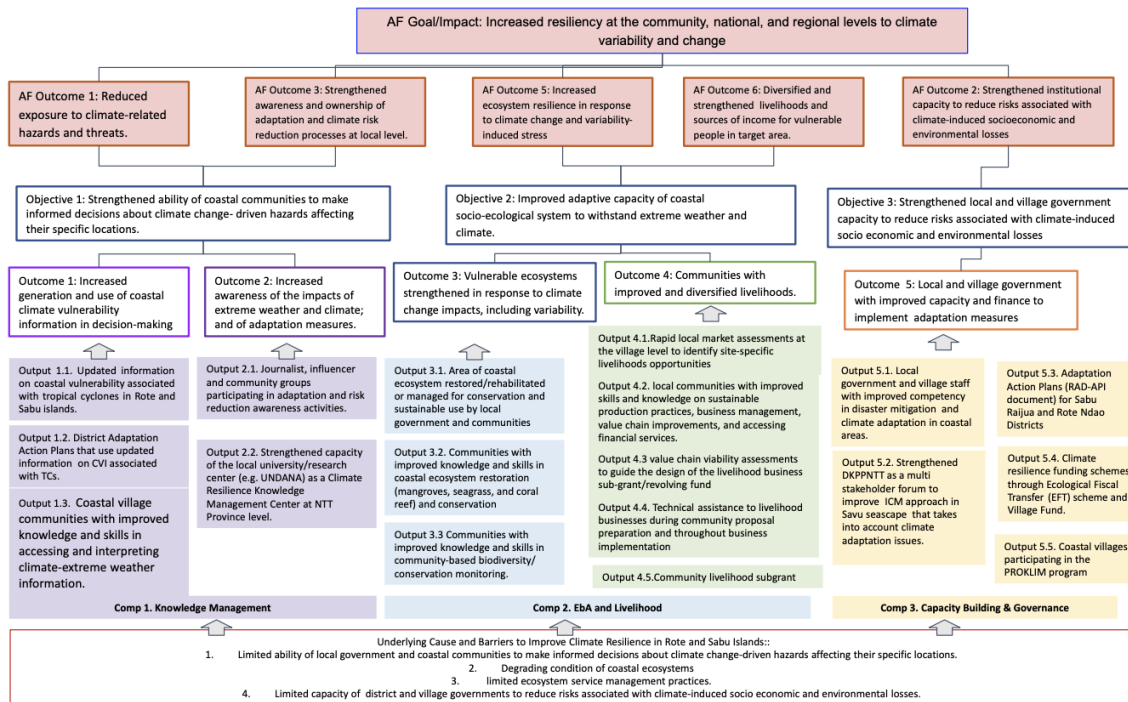 AF Goal/Impact: Increased resiliency at the community, national, and regional levels to climate
variability and change
AF Outcome 1: Reduced
exposure to climate-related
hazards and threats.
AF Outcome 3: Strengthened
awareness and ownership of
adaptation and climate risk
reduction processes at local level.
AF Outcome 5: Increased
ecosystem resilience in response
to climate change and variability-
induced stress
AF Outcome 6: Diversified and
strengthened livelihoods and
sources of income for vulnerable
people in target area.
AF Outcome 2: Strengthened institutional
capacity to reduce risks associated with
climate-induced socioeconomic and
environmental losses
Objective 1: Strengthened ability of coastal communities to make
informed decisions about climate change- driven hazards affecting
their specific locations.
Objective 2: Improved adaptive capacity of coastal
socio-ecological system to withstand extreme weather and
climate.
Objective 3: Strengthened local and village government
capacity to reduce risks associated with climate-induced
socio economic and environmental losses
Outcome 1: Increased
generation and use of coastal
climate vulnerability
information in decision-making
Outcome 2: Increased
awareness of the impacts of
extreme weather and climate;
and of adaptation measures.
Outcome 3: Vulnerable ecosystems
strengthened in response to climate
change impacts, including variability.
Outcome 4: Communities with
improved and diversified livelihoods.
Outcome 5: Local and village government
with improved capacity and finance to
implement adaptation measures
Output 1.1. Updated information
on coastal vulnerability associated
with tropical cyclones in Rote and
Sabu islands.
Output 1.2. District Adaptation
Action Plans that use updated
information on CVI associated
with TCs.
Output 1.3. Coastal village
communities with improved
knowledge and skills in
accessing and interpreting
climate-extreme weather
information.
Output 2.1. Journalist, influencer
and community groups
participating in adaptation and risk
reduction awareness activities.
Output 2.2. Strengthened capacity
of the local university/research
center (e.g. UNDANA) as a Climate
Resilience Knowledge
Management Center at NTT
Province level.
Output 3.1. Area of coastal
ecosystem restored/rehabilitated
or managed for conservation and
sustainable use by local
government and communities
Output 3.2. Communities with
improved knowledge and skills in
coastal ecosystem restoration
(mangroves, seagrass, and coral
reef) and conservation
Output 3.3 Communities with
improved knowledge and skills in
community-based biodiversity/
conservation monitoring.
Output 4.1.Rapid local market assessments at
the village level to identify site-specific
livelihoods opportunities
Output 4.2. local communities with improved
skills and knowledge on sustainable
production practices, business management,
value chain improvements, and accessing
financial services.
Output 4.3 value chain viability assessments
to guide the design of the livelihood business
sub-grant/revolving fund
Output 4.4. Technical assistance to livelihood
businesses during community proposal
preparation and throughout business
implementation
Output 4.5.Community livelihood subgrant
Output 5.1. Local
government and village staff
with improved competency
in disaster mitigation and
climate adaptation in coastal
areas.
Output 5.2. Strengthened
DKPPNTT as a multi
stakeholder forum to
improve ICM approach in
Savu seascape that takes
into account climate
adaptation issues.
Output 5.3. Adaptation
Action Plans (RAD-API
document) for Sabu
Raijua and Rote Ndao
Districts
Output 5.4. Climate
resilience funding schemes
through Ecological Fiscal
Transfer (EFT) scheme and
Village Fund.
Output 5.5. Coastal villages
participating in the
PROKLIM program
Comp 1. Knowledge Management
Comp 2. EbA and Livelihood
Comp 3. Capacity Building & Governance
Underlying Cause and Barriers to Improve Climate Resilience in Rote and Sabu Islands::
1. Limited ability of local government and coastal communities to make informed decisions about climate change-driven hazards affecting their specific locations.
2. Degrading condition of coastal ecosystems
3. limited ecosystem service management practices.
4. Limited capacity of district and village governments to reduce risks associated with climate-induced socio economic and environmental losses.